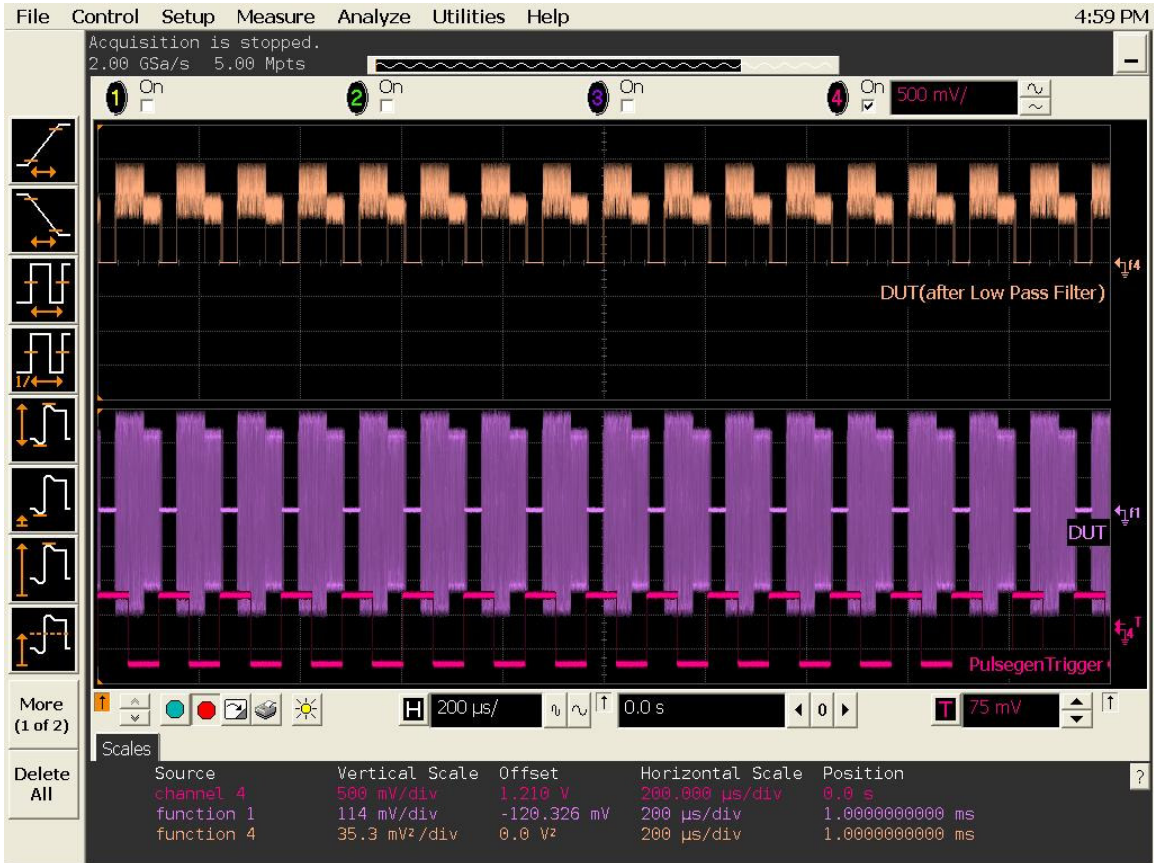 File Control Setup Measure Analyze Utilities Help 4:59 PM
Acquisition is stopped.
2.00 GSa/s 5.00 Mpts
1 On 2 On 3 On 4 On 500 mV/
f4
DUT(after Low Pass Filter)
f1
DUT
T
4
PulsegenTrigger
1/
More
(1 of 2)
Delete
All
H 200 µs/ 0.0 s 0 T 75 mV
Scales
Source Vertical Scale Offset Horizontal Scale Position ?
channel 4 500 mV/div 1.210 V 200.000 µs/div 0.0 s
function 1 114 mV/div -120.326 mV 200 µs/div 1.0000000000 ms
function 4 35.3 mV²/div 0.0 V² 200 µs/div 1.0000000000 ms